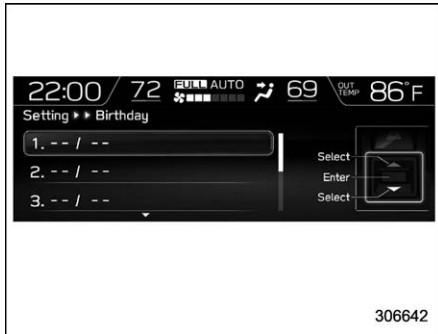 22:00 72 FULL AUTO 69 OUT TEMP 86°F
Setting ▸▸ Birthday
1. -- / --
2. -- / --
3. -- / --
Select
Enter
Select
306642